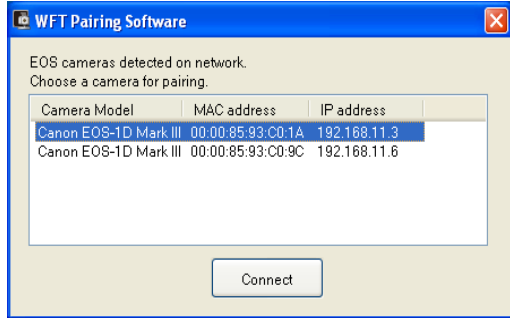 WFT Pairing Software
EOS cameras detected on network.
Choose a camera for pairing.
Camera Model MAC address IP address
Canon EOS-1D Mark III 00:00:85:93:C0:1A 192.168.11.3
Canon EOS-1D Mark III 00:00:85:93:C0:9C 192.168.11.6
Connect